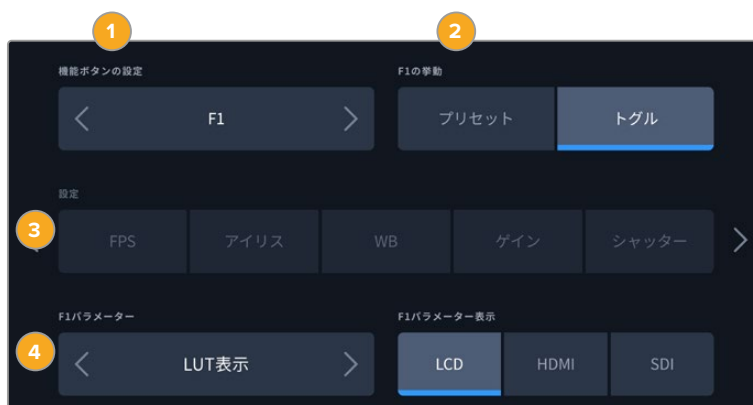 1 2
機能ボタンの設定 F1の挙動
F1 プリセット トグル
3
設定
FPS アイリス WB ゲイン シャッター
F1パラメーター F1パラメーター表示
4
LUT表示 LCD HDMI SDI